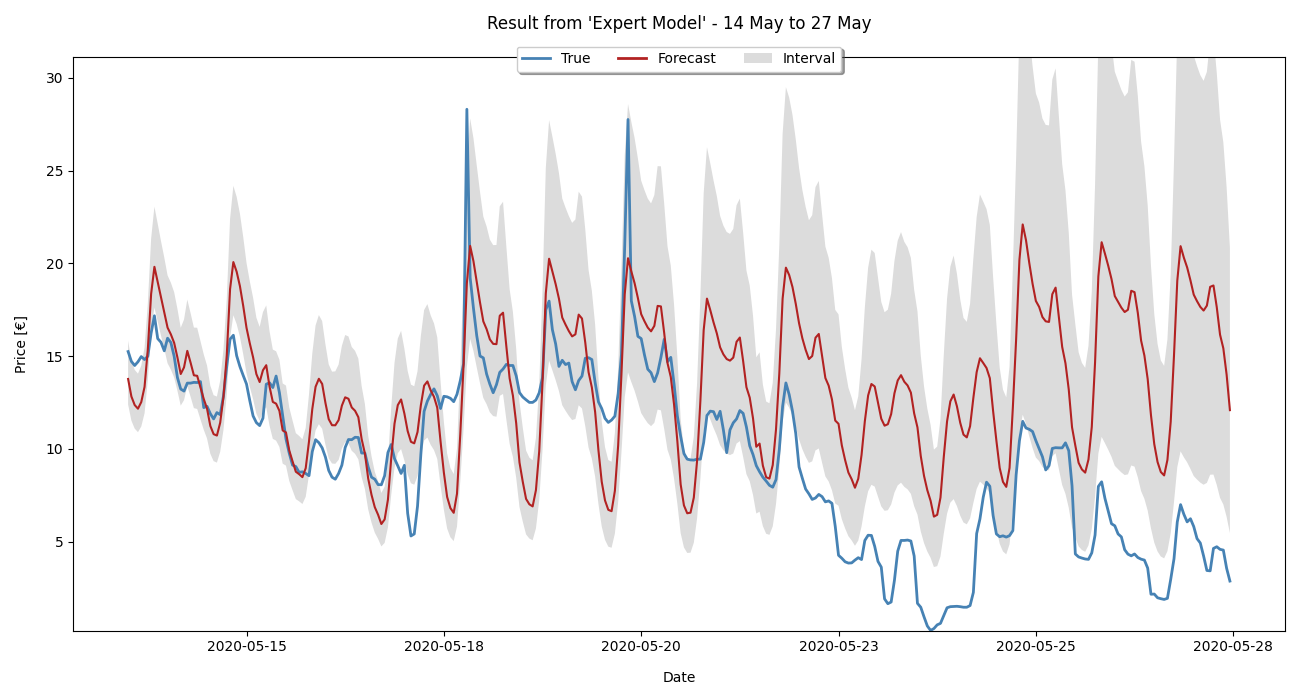 Result from 'Expert Model' - 14 May to 27 May
True Forecast Interval
30
25
20
15
10
5
Price [€]
2020-05-15 2020-05-18 2020-05-20 2020-05-23 2020-05-25 2020-05-28
Date